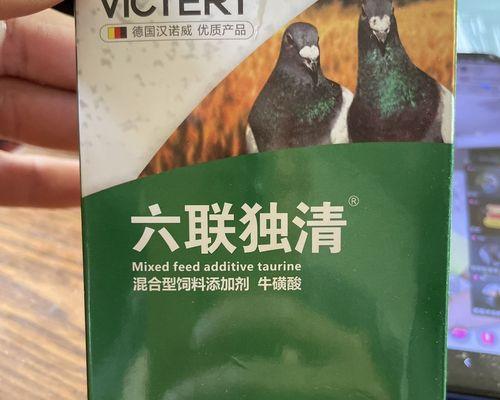 VICTERY
德国汉诺威 优质产品
六联独清®
Mixed feed additive taurine
混合型饲料添加剂 牛磺酸